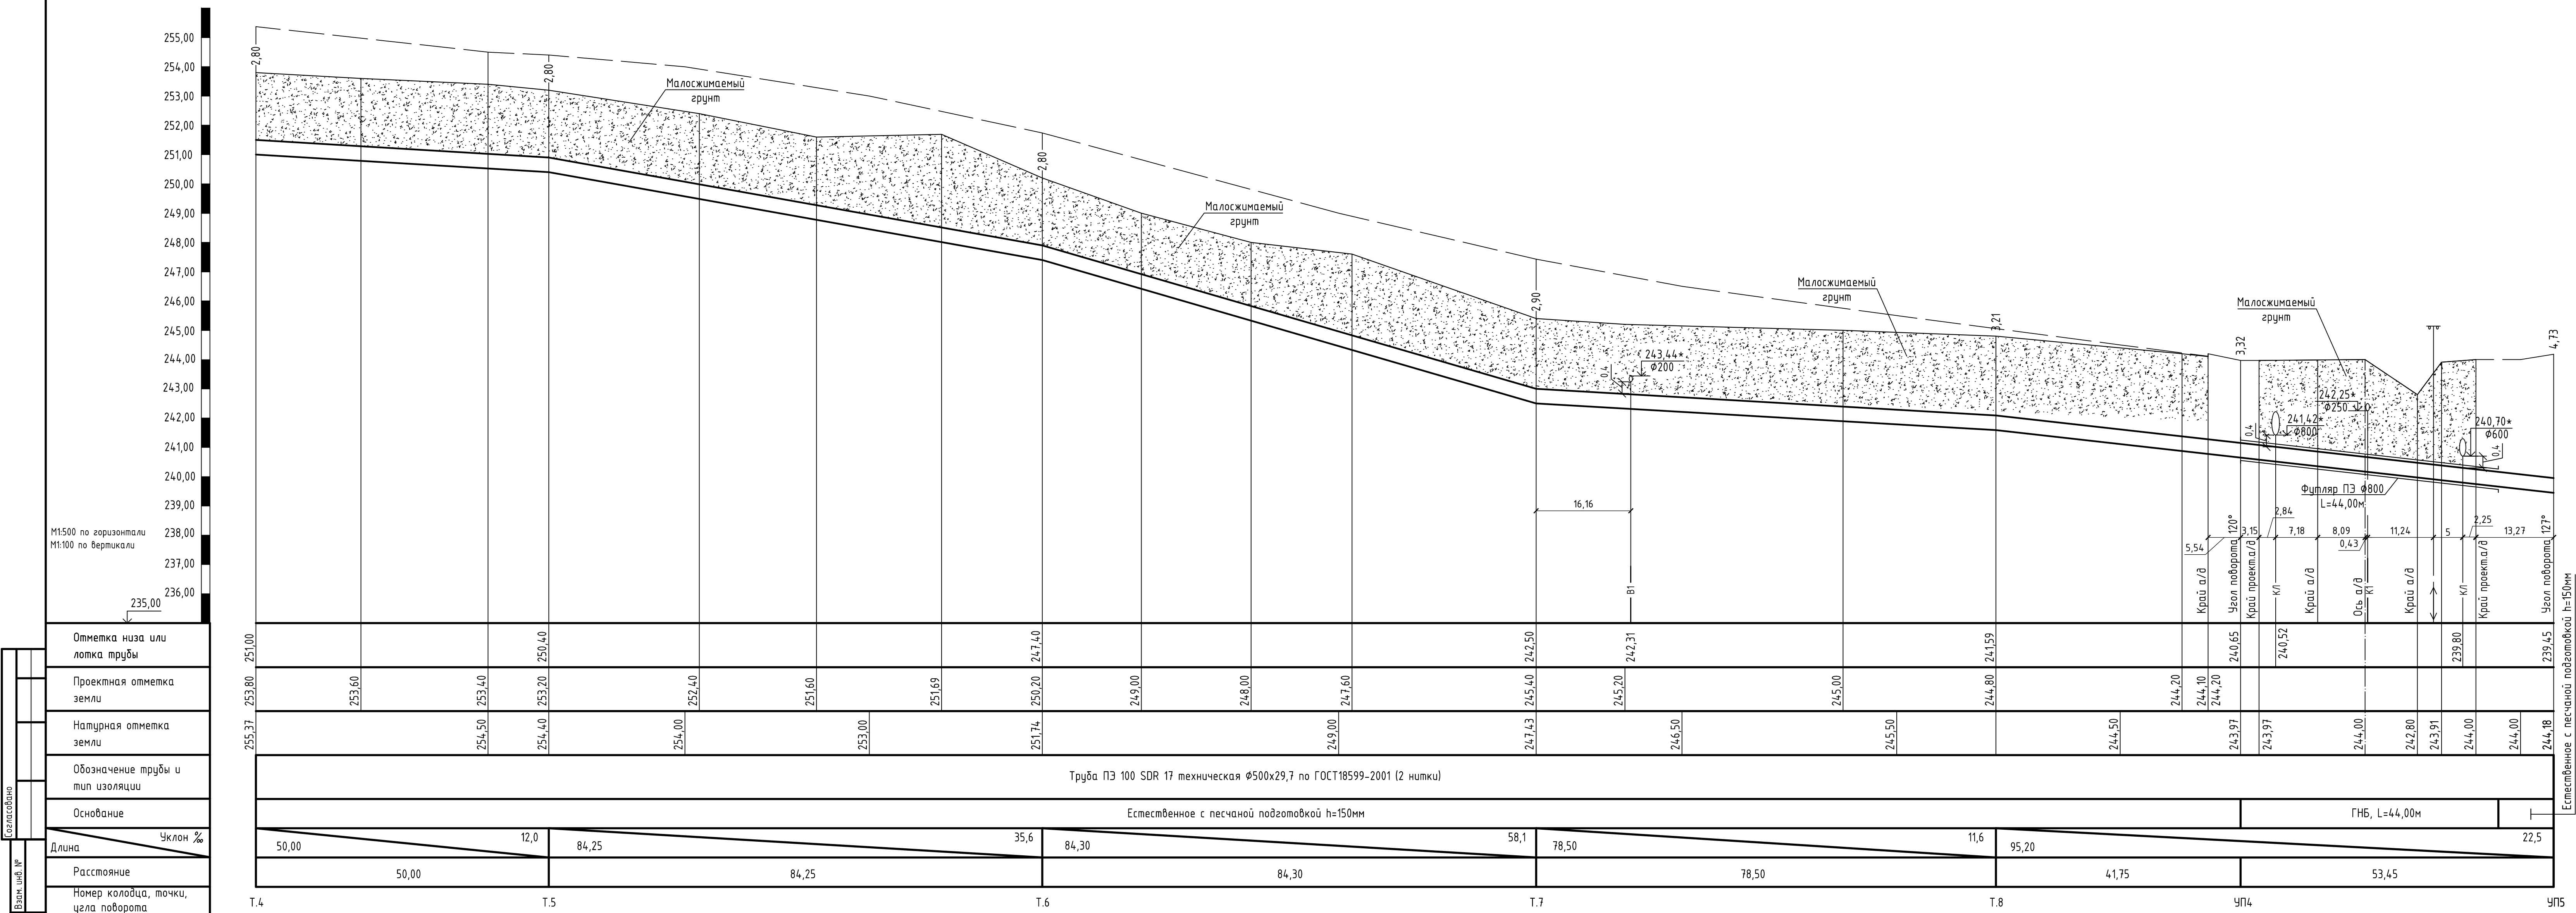 255,00
254,00
253,00
252,00
251,00
250,00
249,00
248,00
247,00
246,00
245,00
244,00
243,00
242,00
241,00
240,00
239,00
238,00
237,00
236,00
235,00
М1:500 по горизонтали
М1:100 по вертикали
2,80
2,80
2,80
2,90
3,21
3,32
4,73
Малосжимаемый
грунт
Малосжимаемый
грунт
Малосжимаемый
грунт
Малосжимаемый
грунт
0,4
243,44*
Ф200
16,16
В1
0,4
241,42*
Ф800
242,25*
Ф250
240,70*
Ф600
0,4
Футляр ПЭ Ф800
L=44,00м
5,54
3,15
2,84
7,18
8,09
0,43
11,24
5
2,25
13,27
Край а/д
Угол поворота 120°
Край проект.а/д
КЛ
Край а/д
Ось а/д
К1
Край а/д
КЛ
Край проект.а/д
Угол поворота 127°
Естественное с песчаной подготовкой h=150мм
Отметка низа или
лотка трубы
251,00
250,40
247,40
242,50
242,31
241,59
240,65
240,52
239,80
239,45
Проектная отметка
земли
253,80
253,60
253,40
253,20
252,40
251,60
251,69
250,20
249,00
248,00
247,60
245,40
245,20
245,00
244,80
244,20
244,10
244,20
Натурная отметка
земли
255,37
254,50
254,40
254,00
253,00
251,74
249,00
247,43
246,50
245,50
244,50
243,97
243,97
244,00
242,80
243,91
244,00
244,00
244,18
Обозначение трубы и
тип изоляции
Труба ПЭ 100 SDR 17 техническая Ф500х29,7 по ГОСТ18599-2001 (2 нитки)
Основание
Естественное с песчаной подготовкой h=150мм
ГНБ, L=44,00м
Уклон ‰
Длина
50,00
12,0
84,25
35,6
84,30
58,1
78,50
11,6
95,20
22,5
Расстояние
50,00
84,25
84,30
78,50
41,75
53,45
Номер колодца, точки,
угла поворота
Т.4
Т.5
Т.6
Т.7
Т.8
УП4
УП5
Согласовано
Взам. инв. №